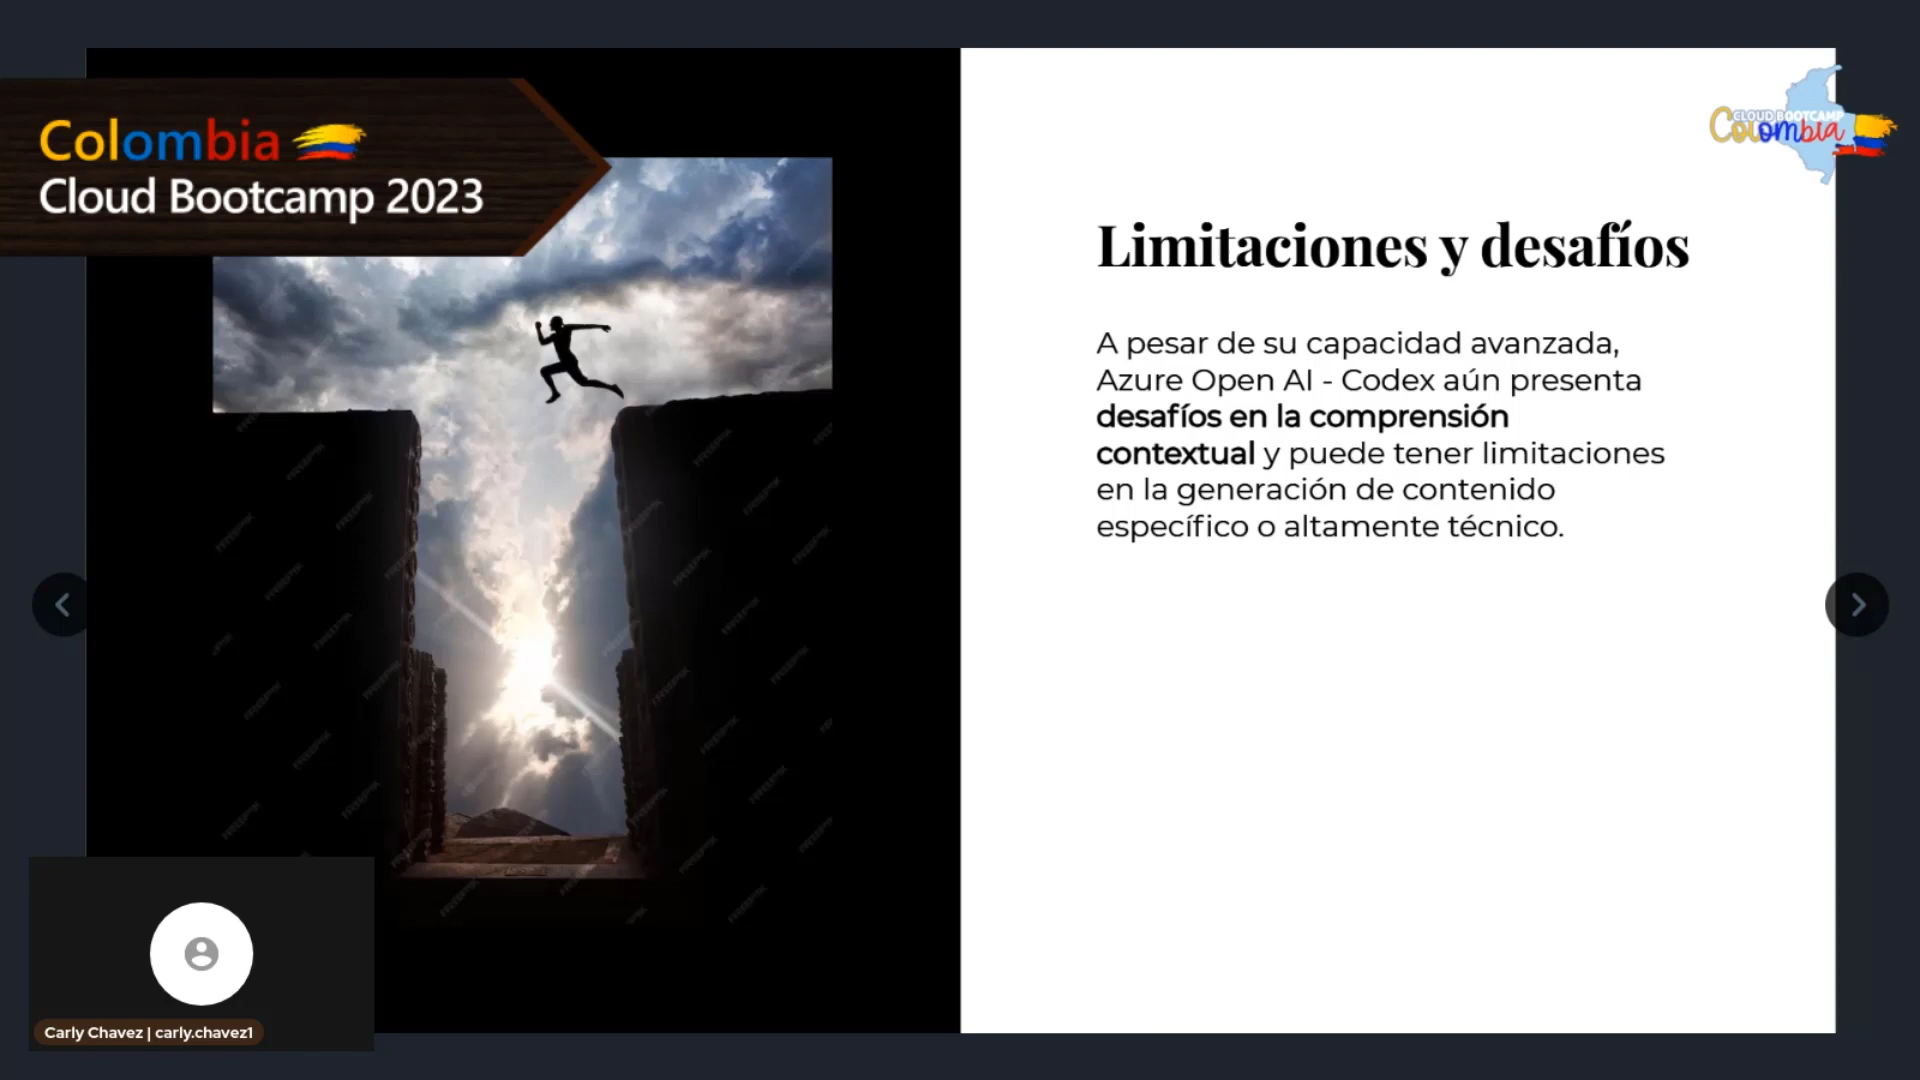 Colombia
Cloud Bootcamp 2023
CLOUD BOOTCAMP
Colombia
Limitaciones y desafíos
A pesar de su capacidad avanzada,
Azure Open AI - Codex aún presenta
desafíos en la comprensión
contextual y puede tener limitaciones
en la generación de contenido
específico o altamente técnico.
Carly Chavez | carly.chavez1